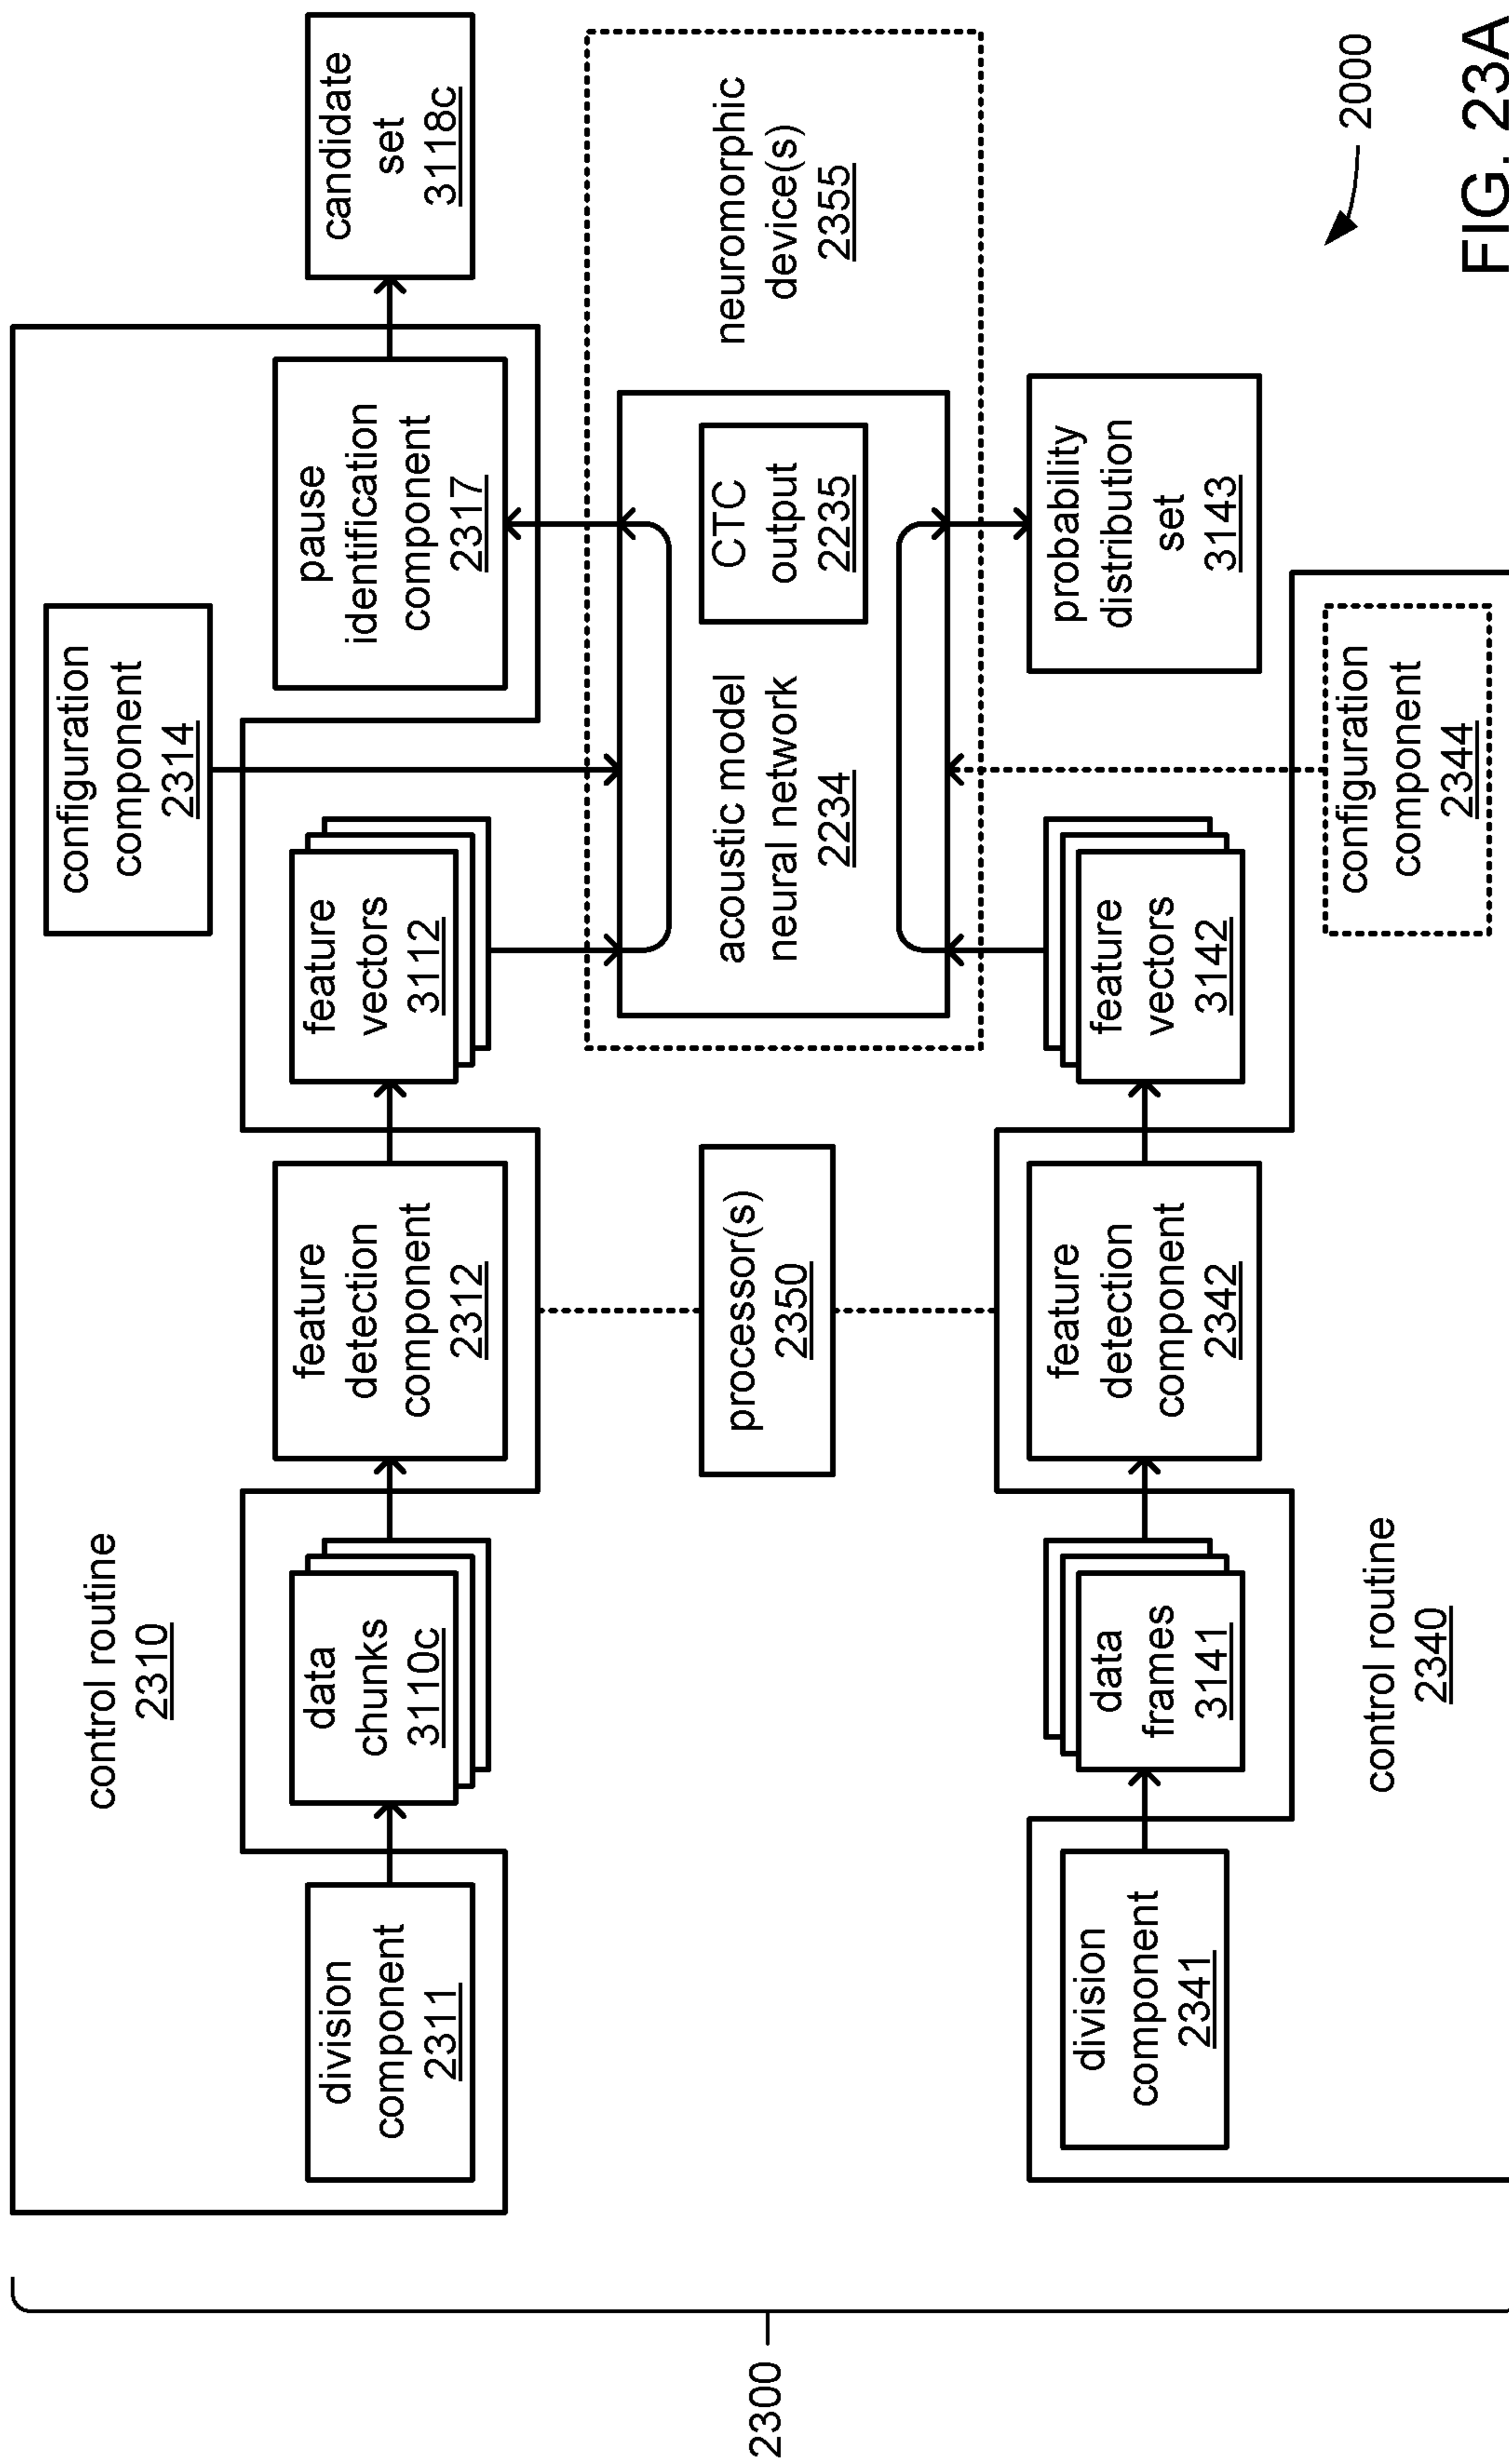 control routine
2310
configuration
component
2314
division
component
2311
data
chunks
3110c
feature
detection
component
2312
feature
vectors
3112
pause
identification
component
2317
candidate
set
3118c
2300
processor(s)
2350
acoustic model
neural network
2234
CTC
output
2235
neuromorphic
device(s)
2355
division
component
2341
data
frames
3141
feature
detection
component
2342
feature
vectors
3142
probability
distribution
set
3143
control routine
2340
configuration
component
2344
2000
FIG. 23A